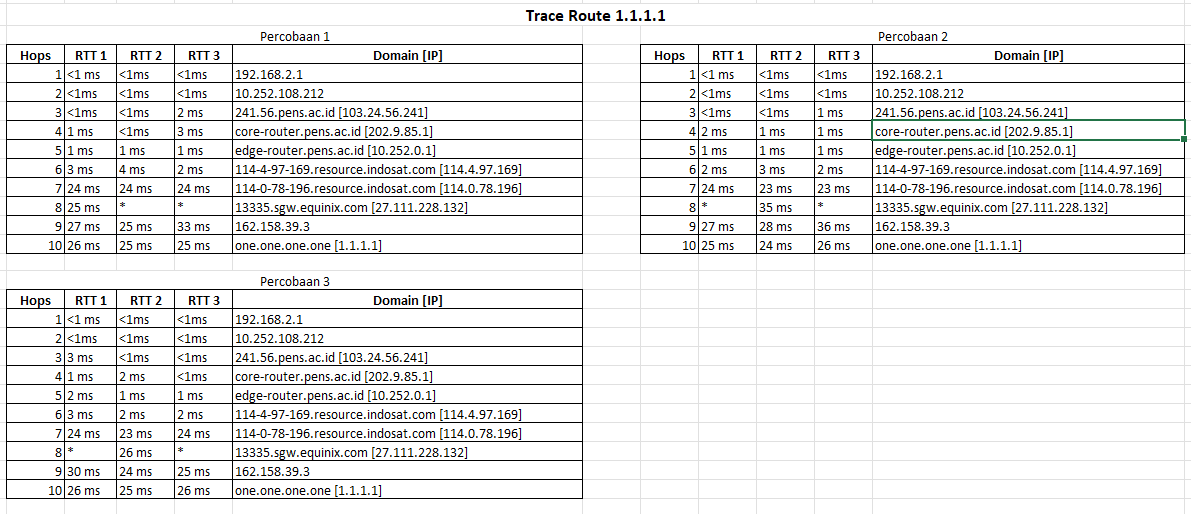 Trace Route 1.1.1.1
Percobaan 1
Hops RTT 1 RTT 2 RTT 3 Domain [IP]
1 <1 ms <1ms <1ms 192.168.2.1
2 <1ms <1ms <1ms 10.252.108.212
3 <1ms <1ms 2 ms 241.56.pens.ac.id [103.24.56.241]
4 1 ms <1ms 3 ms core-router.pens.ac.id [202.9.85.1]
5 1 ms 1 ms 1 ms edge-router.pens.ac.id [10.252.0.1]
6 3 ms 4 ms 2 ms 114-4-97-169.resource.indosat.com [114.4.97.169]
7 24 ms 24 ms 24 ms 114-0-78-196.resource.indosat.com [114.0.78.196]
8 25 ms * * 13335.sgw.equinix.com [27.111.228.132]
9 27 ms 25 ms 33 ms 162.158.39.3
10 26 ms 25 ms 25 ms one.one.one.one [1.1.1.1]
Percobaan 2
Hops RTT 1 RTT 2 RTT 3 Domain [IP]
1 <1 ms <1ms <1ms 192.168.2.1
2 <1ms <1ms <1ms 10.252.108.212
3 <1ms <1ms 1 ms 241.56.pens.ac.id [103.24.56.241]
4 2 ms 1 ms 1 ms core-router.pens.ac.id [202.9.85.1]
5 1 ms 1 ms 1 ms edge-router.pens.ac.id [10.252.0.1]
6 2 ms 3 ms 2 ms 114-4-97-169.resource.indosat.com [114.4.97.169]
7 24 ms 23 ms 23 ms 114-0-78-196.resource.indosat.com [114.0.78.196]
8 * 35 ms * 13335.sgw.equinix.com [27.111.228.132]
9 27 ms 28 ms 36 ms 162.158.39.3
10 25 ms 24 ms 26 ms one.one.one.one [1.1.1.1]
Percobaan 3
Hops RTT 1 RTT 2 RTT 3 Domain [IP]
1 <1 ms <1ms <1ms 192.168.2.1
2 <1ms <1ms <1ms 10.252.108.212
3 3 ms <1ms <1ms 241.56.pens.ac.id [103.24.56.241]
4 1 ms 2 ms <1ms core-router.pens.ac.id [202.9.85.1]
5 2 ms 1 ms 1 ms edge-router.pens.ac.id [10.252.0.1]
6 3 ms 2 ms 2 ms 114-4-97-169.resource.indosat.com [114.4.97.169]
7 24 ms 23 ms 24 ms 114-0-78-196.resource.indosat.com [114.0.78.196]
8 * 26 ms * 13335.sgw.equinix.com [27.111.228.132]
9 30 ms 24 ms 25 ms 162.158.39.3
10 26 ms 25 ms 26 ms one.one.one.one [1.1.1.1]